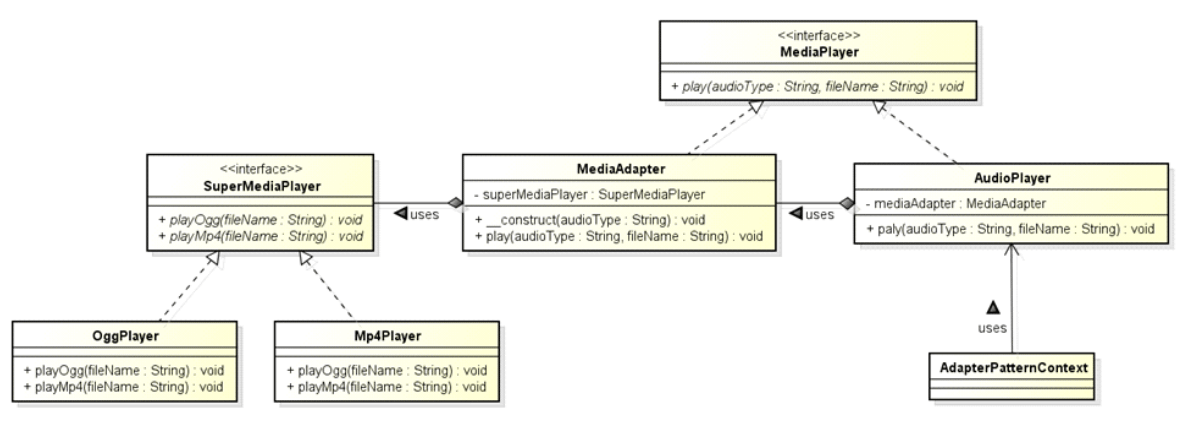 <<interface>>
MediaPlayer
+ play(audioType : String, fileName : String) : void
<<interface>>
SuperMediaPlayer
+ playOgg(fileName : String) : void
+ playMp4(fileName : String) : void
uses
MediaAdapter
- superMediaPlayer : SuperMediaPlayer
+ __construct(audioType : String) : void
+ play(audioType : String, fileName : String) : void
uses
AudioPlayer
- mediaAdapter : MediaAdapter
+ paly(audioType : String, fileName : String) : void
uses
OggPlayer
+ playOgg(fileName : String) : void
+ playMp4(fileName : String) : void
Mp4Player
+ playOgg(fileName : String) : void
+ playMp4(fileName : String) : void
AdapterPatternContext